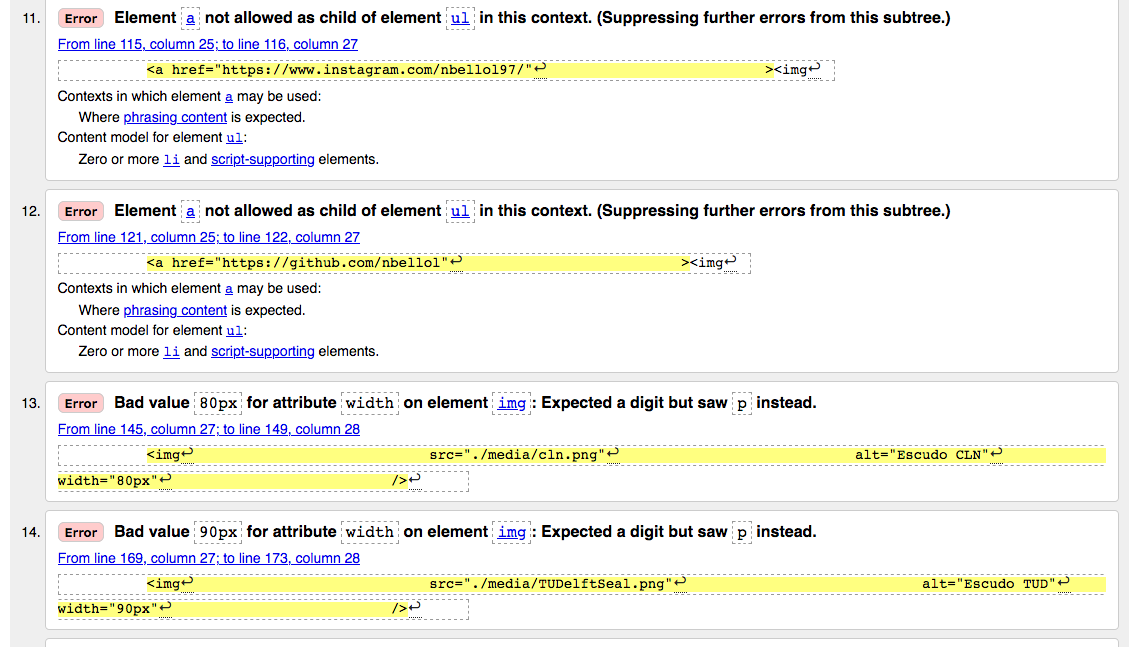 11. Error Element a not allowed as child of element ul in this context. (Suppressing further errors from this subtree.)
From line 115, column 25; to line 116, column 27
<a href="https://www.instagram.com/nbellol97/"↩ ><img↩
Contexts in which element a may be used:
Where phrasing content is expected.
Content model for element ul:
Zero or more li and script-supporting elements.
12. Error Element a not allowed as child of element ul in this context. (Suppressing further errors from this subtree.)
From line 121, column 25; to line 122, column 27
<a href="https://github.com/nbellol"↩ ><img↩
Contexts in which element a may be used:
Where phrasing content is expected.
Content model for element ul:
Zero or more li and script-supporting elements.
13. Error Bad value 80px for attribute width on element img: Expected a digit but saw p instead.
From line 145, column 27; to line 149, column 28
<img↩ src="./media/cln.png"↩ alt="Escudo CLN"↩
width="80px"↩ />↩
14. Error Bad value 90px for attribute width on element img: Expected a digit but saw p instead.
From line 169, column 27; to line 173, column 28
<img↩ src="./media/TUDelftSeal.png"↩ alt="Escudo TUD"↩
width="90px"↩ />↩